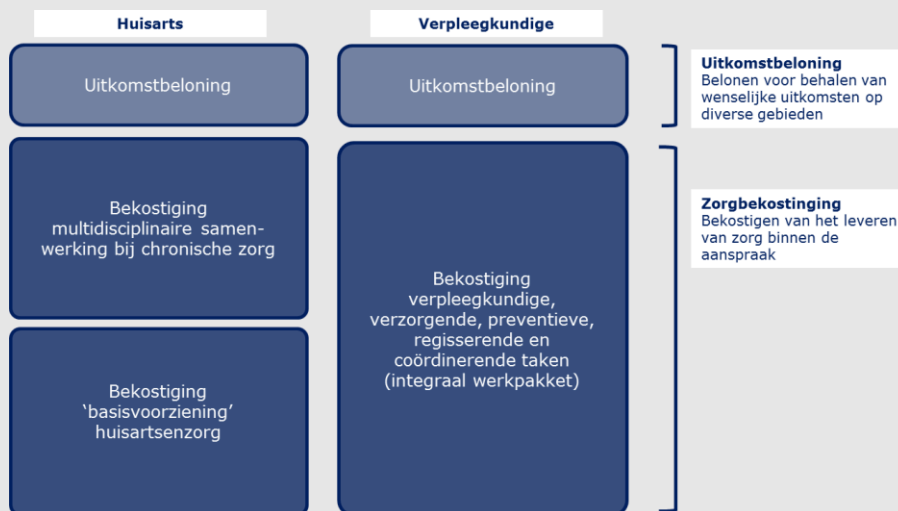 Huisarts
Verpleegkundige
Uitkomstbeloning
Uitkomstbeloning
Uitkomstbeloning
Belonen voor behalen van
wenselijke uitkomsten op
diverse gebieden
Bekostiging
multidisciplinaire samen-
werking bij chronische zorg
Bekostiging
‘basisvoorziening’
huisartsenzorg
Bekostiging
verpleegkundige,
verzorgende, preventieve,
regisserende en
coördinerende taken
(integraal werkpakket)
Zorgbekostinging
Bekostigen van het leveren
van zorg binnen de
aanspraak